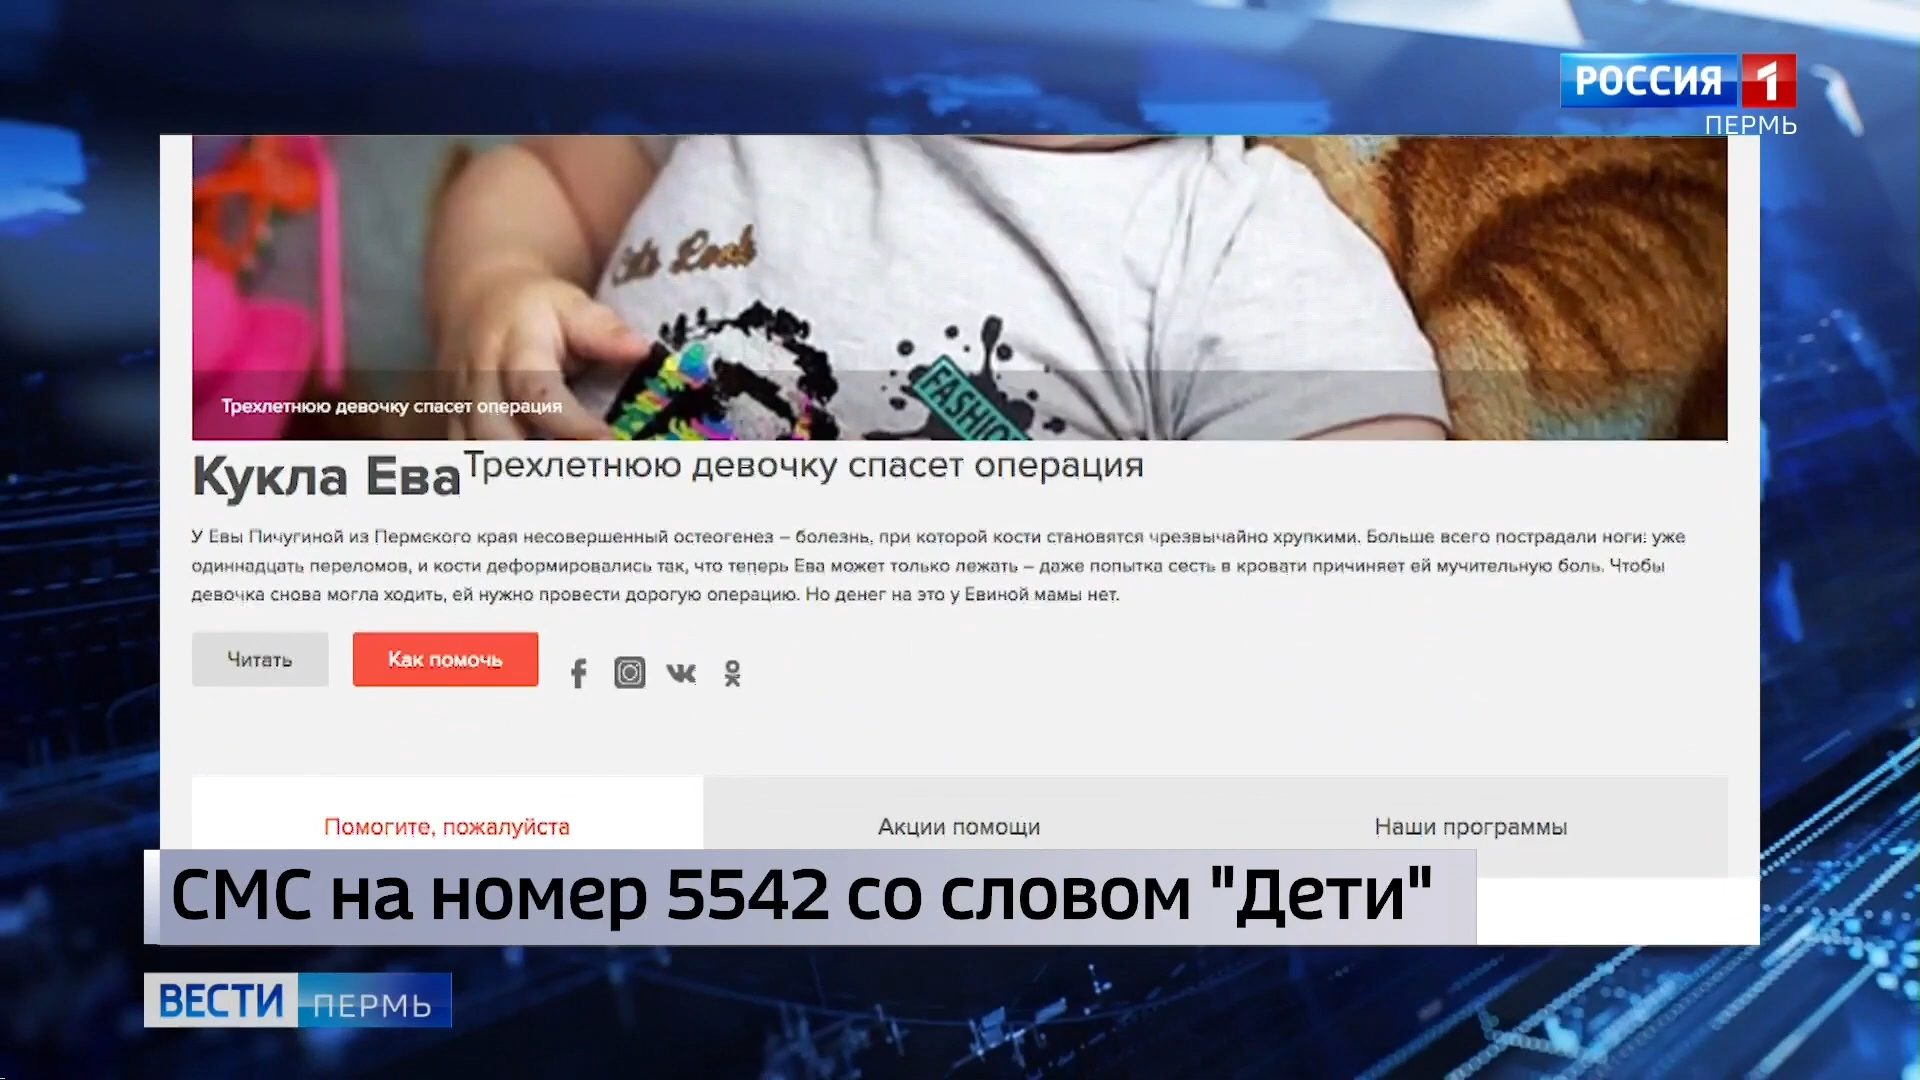 РОССИЯ 1
ПЕРМЬ
Look
FASHION
Трехлетнюю девочку спасет операция
Кукла Ева Трехлетнюю девочку спасет операция
У Евы Пичугиной из Пермского края несовершенный остеогенез – болезнь, при которой кости становятся чрезвычайно хрупкими. Больше всего пострадали ноги: уже
одиннадцать переломов, и кости деформировались так, что теперь Ева может только лежать – даже попытка сесть в кровати причиняет ей мучительную боль. Чтобы
девочка снова могла ходить, ей нужно провести дорогую операцию. Но денег на это у Евиной мамы нет.
Читать Как помочь
Помогите, пожалуйста Акции помощи Наши программы
СМС на номер 5542 со словом "Дети"
ВЕСТИ ПЕРМЬ